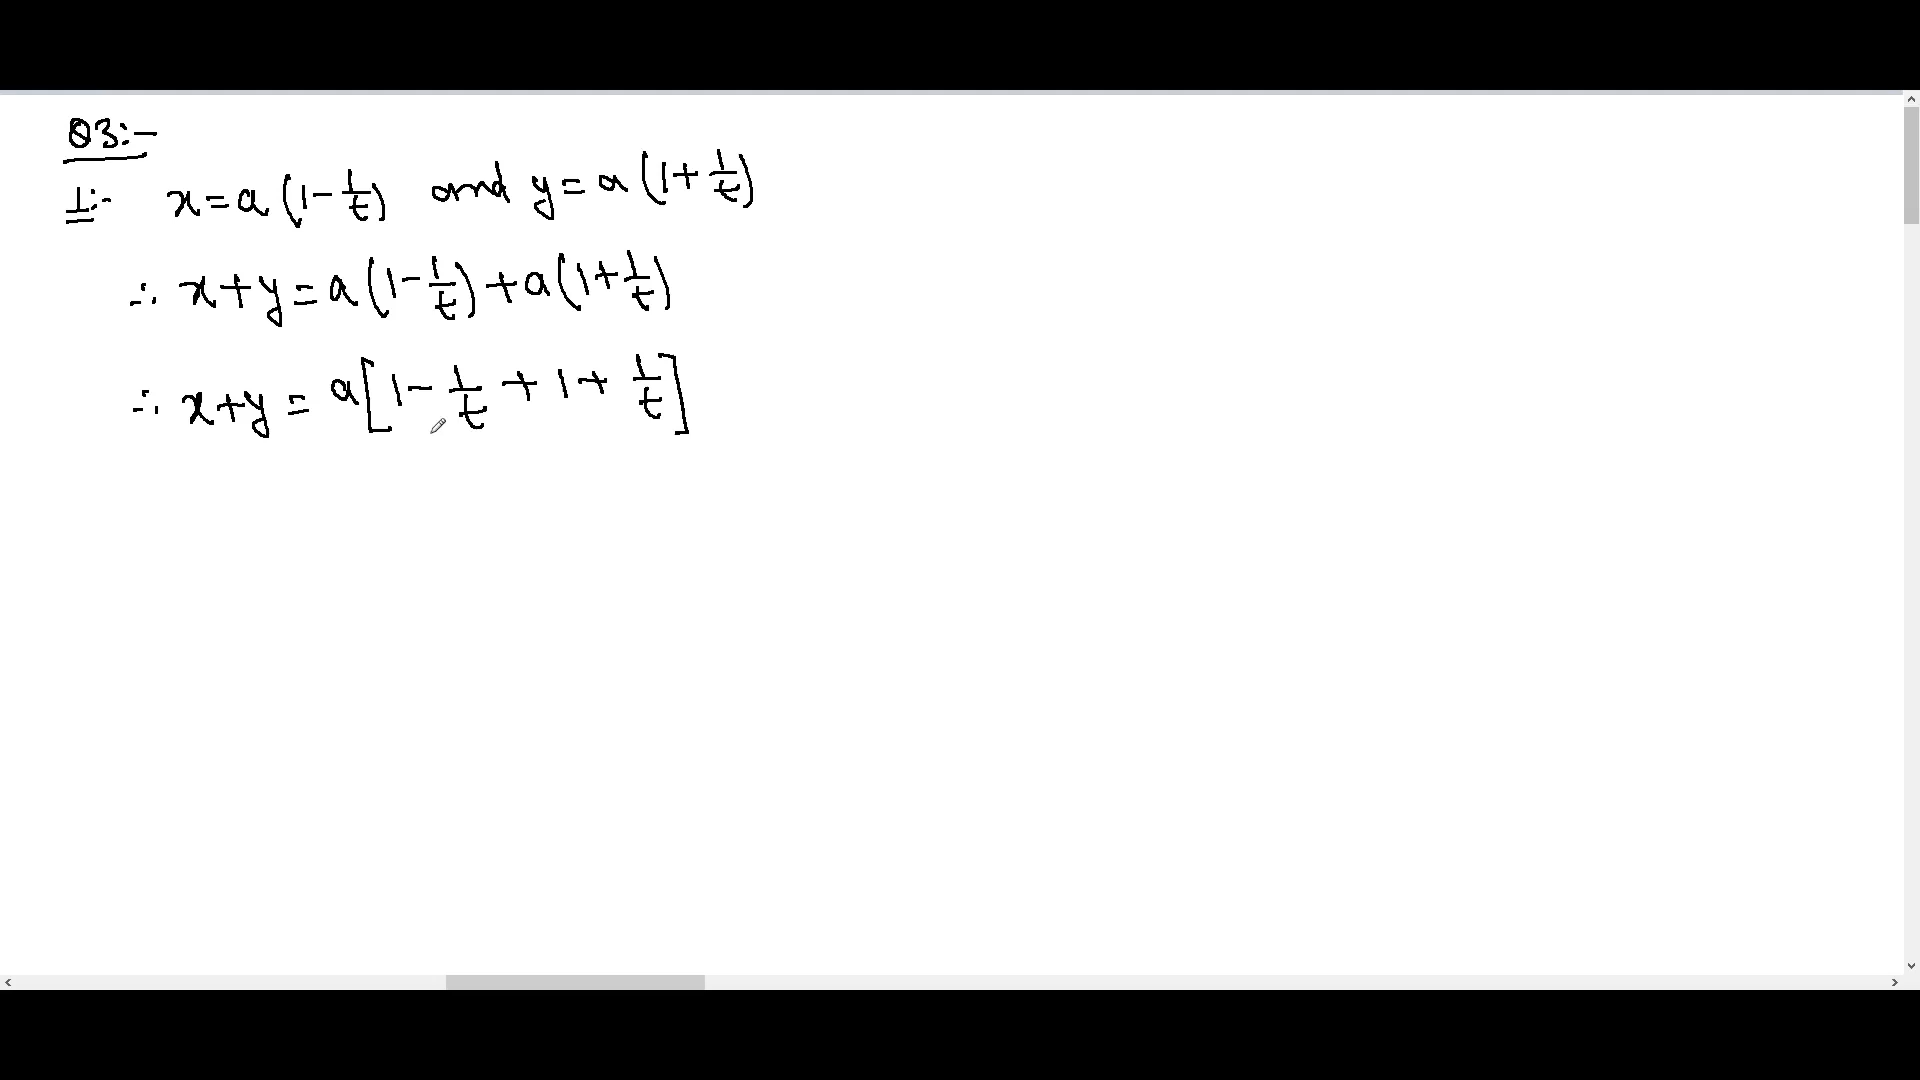 Q3:-
1:- x = a (1 - 1/t) and y = a (1 + 1/t)
∴ x + y = a (1 - 1/t) + a (1 + 1/t)
∴ x + y = a [1 - 1/t + 1 + 1/t]